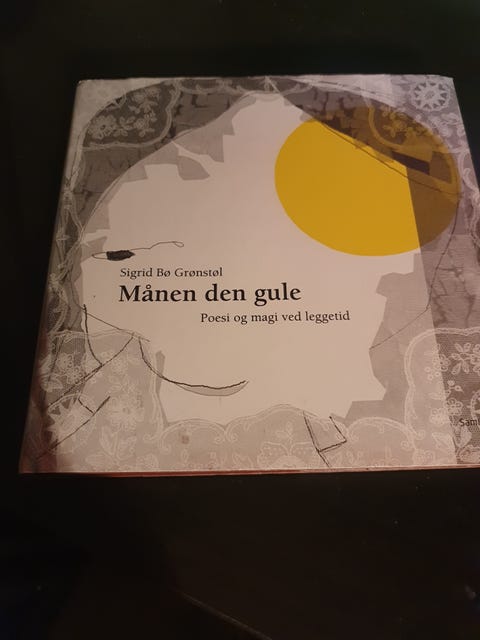 Sigrid Bø Grønstøl
Månen den gule
Poesi og magi ved leggetid